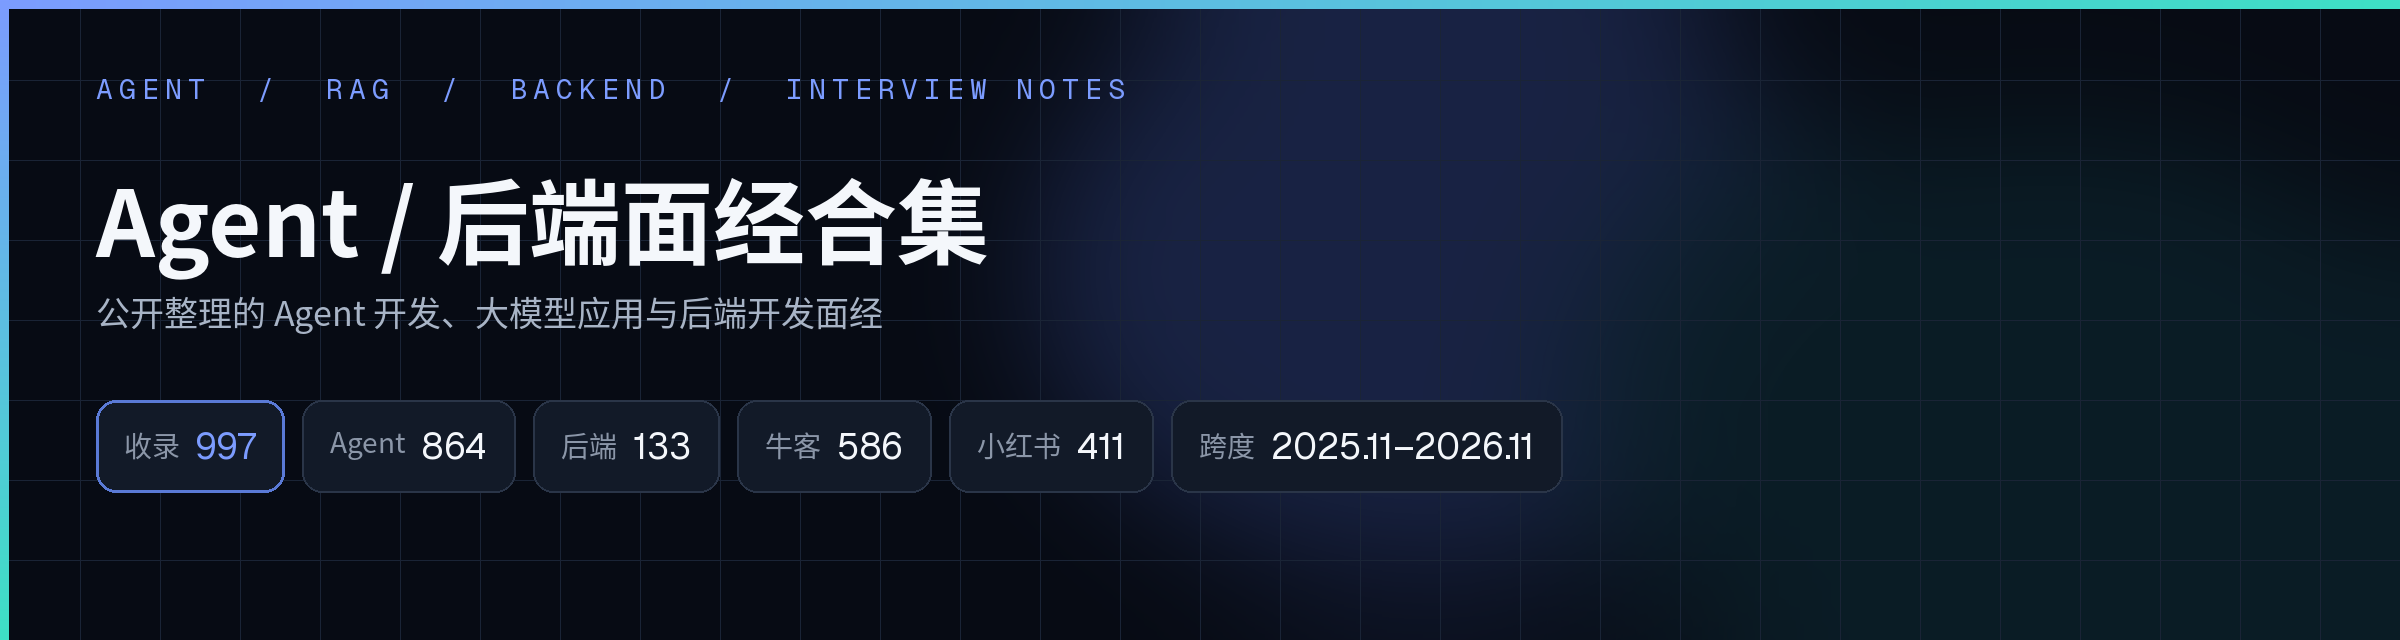 AGENT / RAG / BACKEND / INTERVIEW NOTES
Agent / 后端面经合集
公开整理的 Agent 开发、大模型应用与后端开发面经
收录 997 Agent 864 后端 133 牛客 586 小红书 411 跨度 2025.11–2026.11